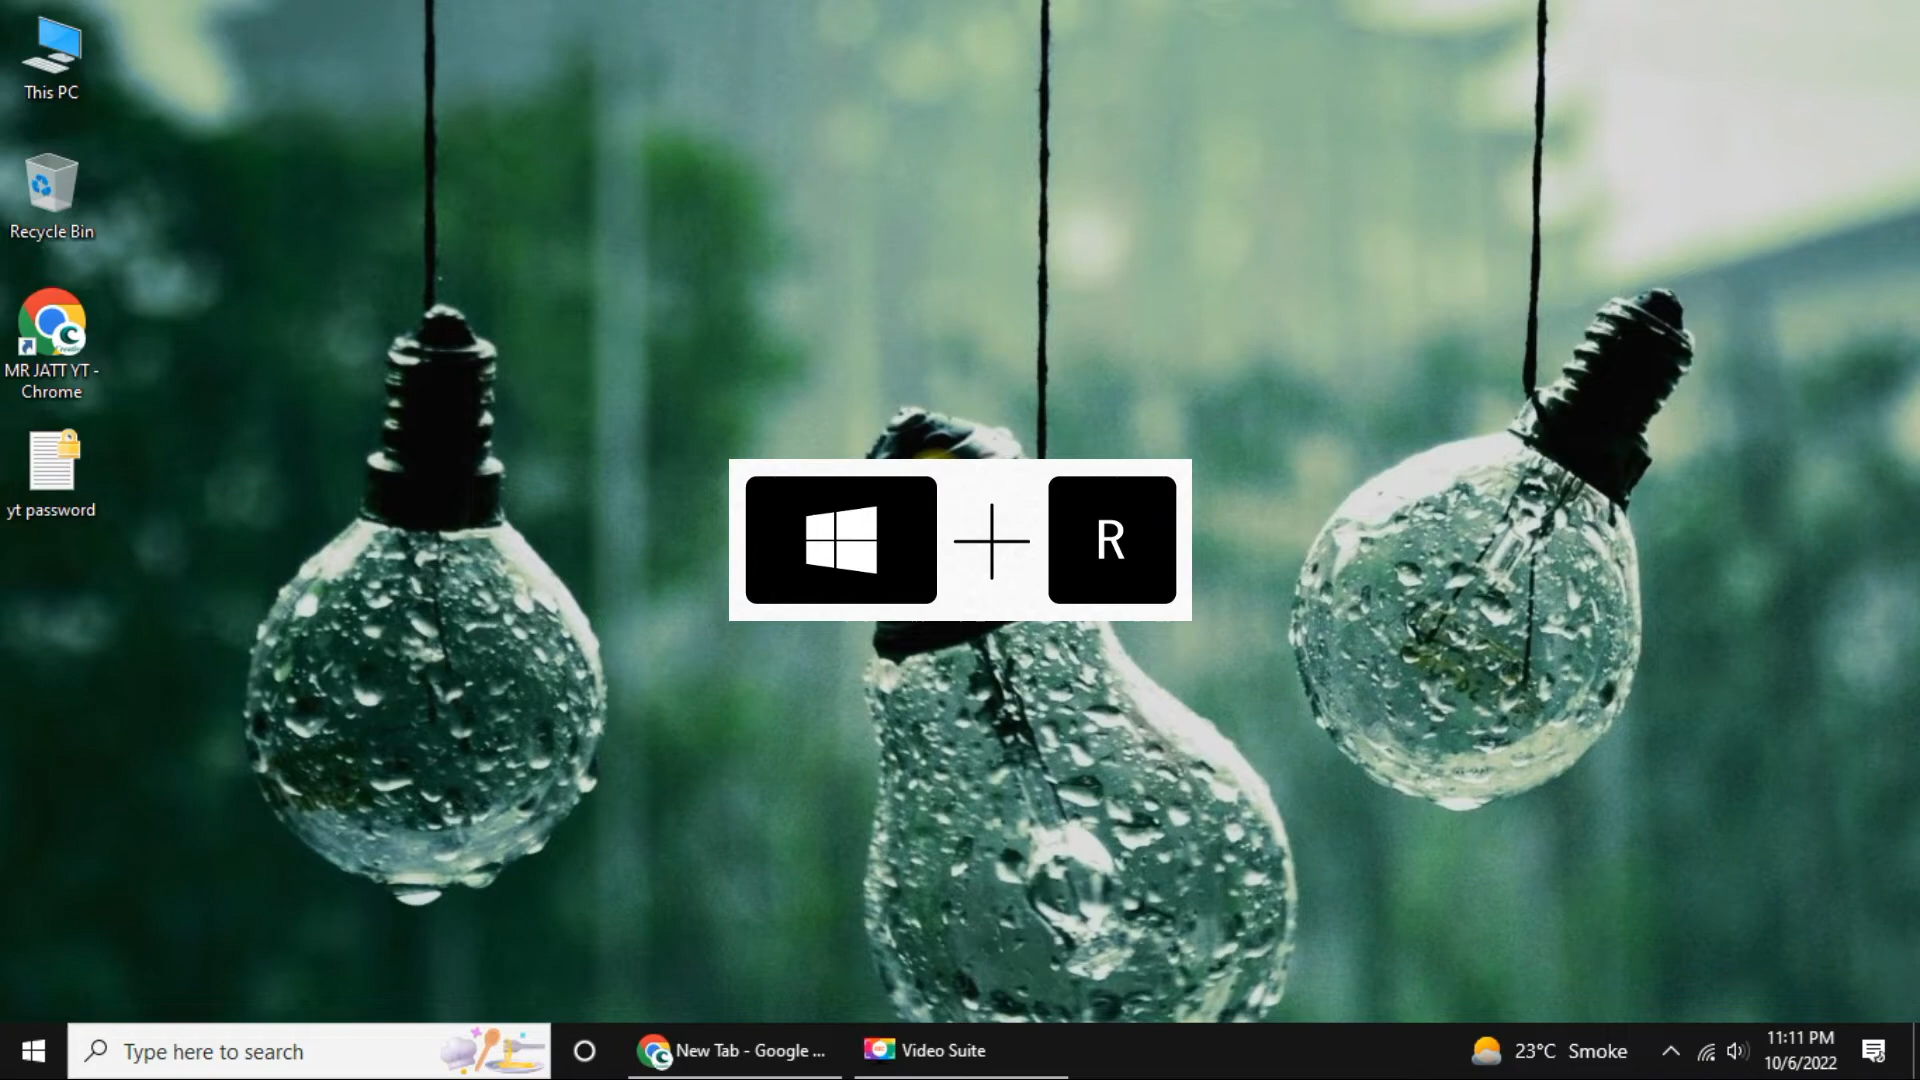 This PC
Recycle Bin
MR JATT YT -
Chrome
yt password
R
Type here to search
New Tab - Google ...
Video Suite
23°C Smoke
11:11 PM
10/6/2022